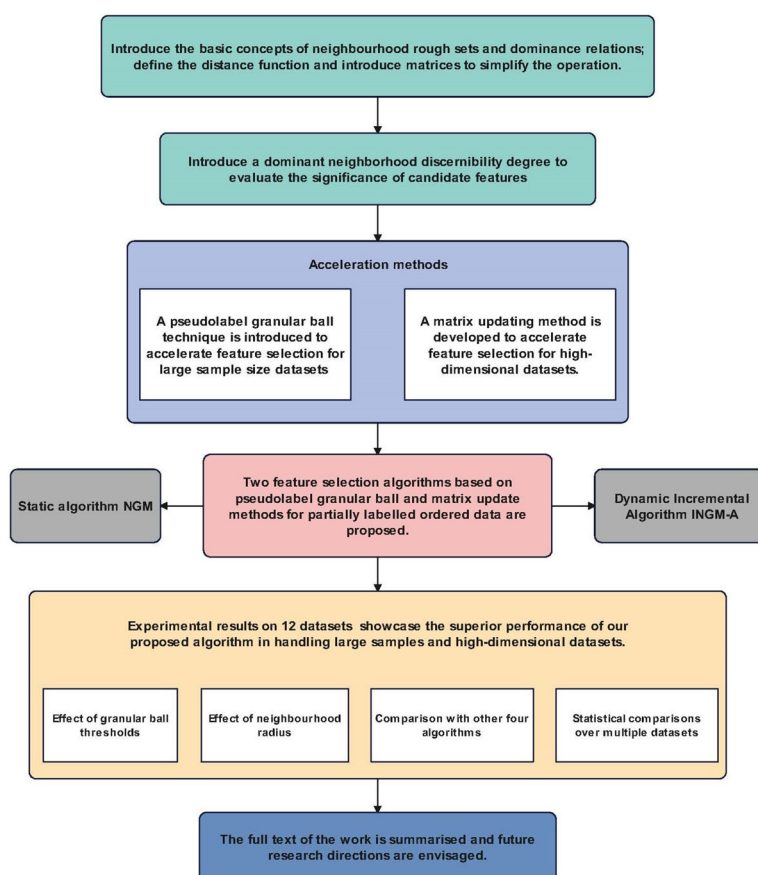 Introduce the basic concepts of neighbourhood rough sets and dominance relations;
define the distance function and introduce matrices to simplify the operation.
Introduce a dominant neighborhood discernibility degree to
evaluate the significance of candidate features
Acceleration methods
A pseudolabel granular ball
technique is introduced to
accelerate feature selection for
large sample size datasets
A matrix updating method is
developed to accelerate
feature selection for high-
dimensional datasets.
Two feature selection algorithms based on
pseudolabel granular ball and matrix update
methods for partially labelled ordered data are
proposed.
Static algorithm NGM
Dynamic Incremental
Algorithm INGM-A
Experimental results on 12 datasets showcase the superior performance of our
proposed algorithm in handling large samples and high-dimensional datasets.
Effect of granular ball
thresholds
Effect of neighbourhood
radius
Comparison with other four
algorithms
Statistical comparisons
over multiple datasets
The full text of the work is summarised and future
research directions are envisaged.